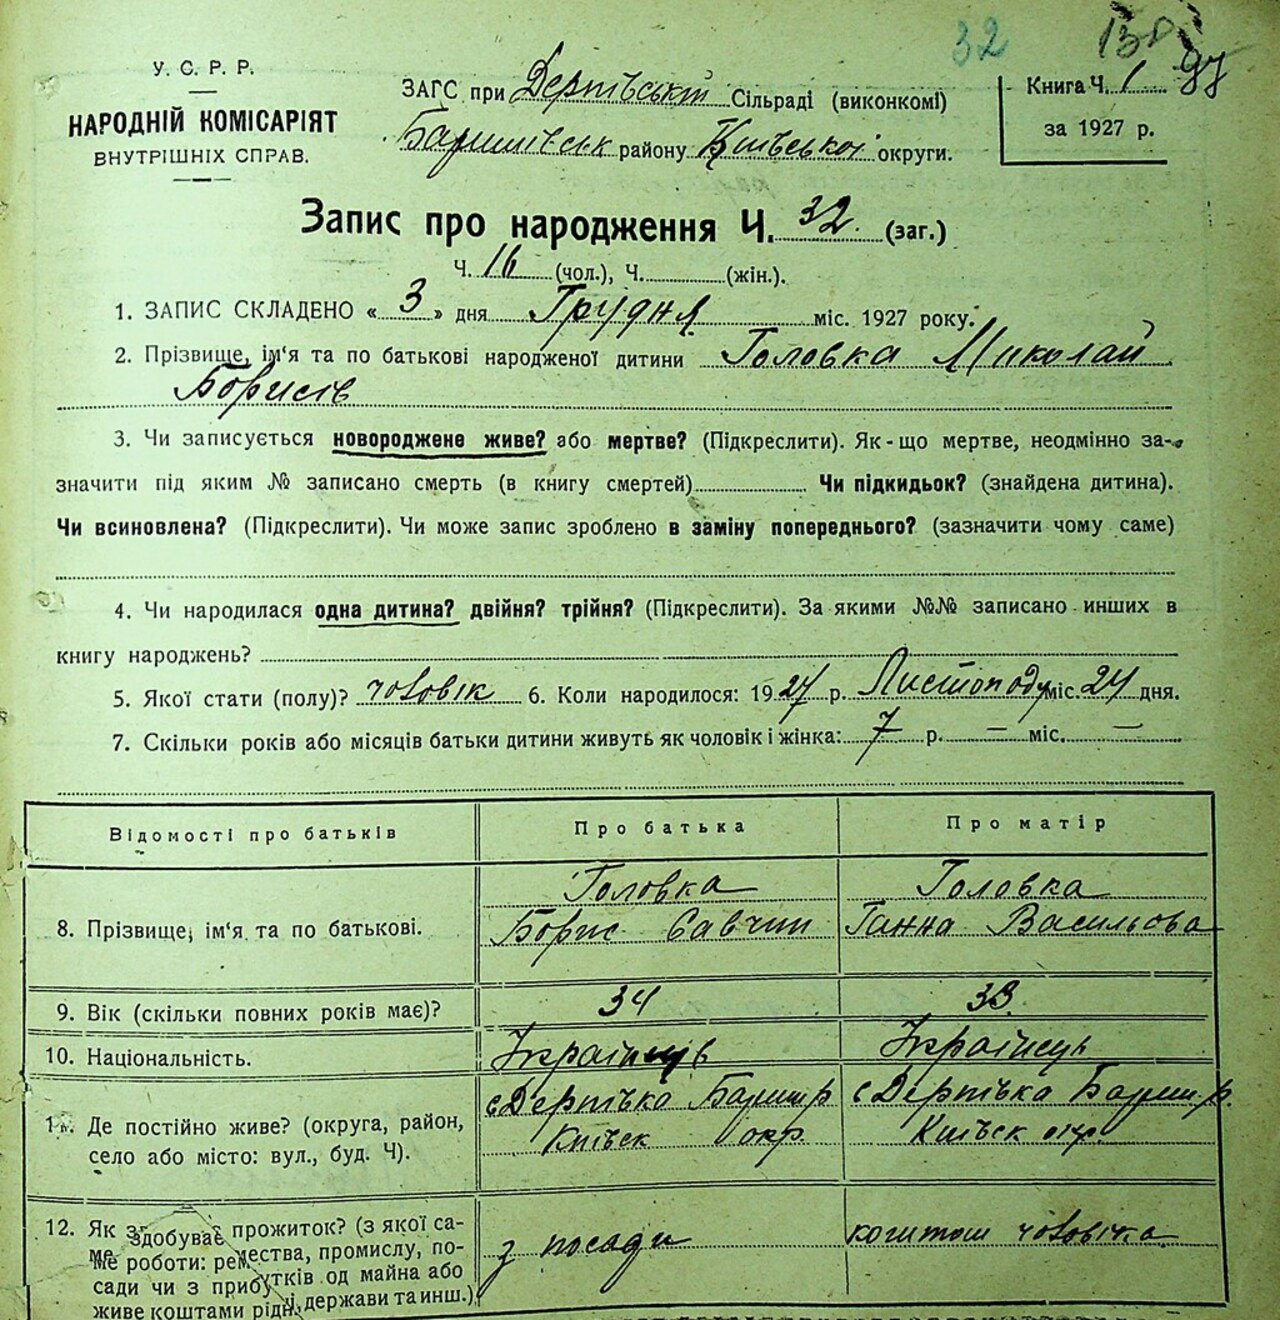 32
У. С. Р. Р.
НАРОДНІЙ КОМІСАРІЯТ
ВНУТРІШНІХ СПРАВ.
ЗАГС при Дернівській Сільраді (виконкомі)
Баришівськ району Київської округи.
Книга Ч. 1
за 1927 р.
Запис про народження Ч. 32. (заг.)
Ч. 16 (чол.), Ч. (жін.).
1. ЗАПИС СКЛАДЕНО « 3 » дня Грудня міс. 1927 року.
2. Прізвище, ім'я та по батькові народженої дитини Головка Миколай
Борисів
3. Чи записується новороджене живе? або мертве? (Підкреслити). Як-що мертве, неодмінно за-
значити під яким № записано смерть (в книгу смертей) Чи підкидьок? (знайдена дитина).
Чи всиновлена? (Підкреслити). Чи може запис зроблено в заміну попереднього? (зазначити чому саме)
4. Чи народилася одна дитина? двійня? трійня? (Підкреслити). За якими №№ записано инших в
книгу народжень?
5. Якої стати (полу)? чоловік 6. Коли народилося: 1927 р. Листопаду міс. 24 дня.
7. Скільки років або місяців батьки дитини живуть як чоловік і жінка: 7 р. — міс. —
Відомості про батьків Про батька Про матір
8. Прізвище, ім'я та по батькові. Головка Борис Савчин Головка Ганна Васильова
9. Вік (скільки повних років має)? 34 33.
10. Національність. Українець Українець
11. Де постійно живе? (округа, район, с Дернівка Бариш р с Дернівка Бариш. р.
село або місто: вул., буд. Ч). Київск окр. Київск окр.
12. Як здобуває прожиток? (з якої са-
ме роботи: ремества, промислу, по- з посади коштом чоловіка
сади чи з прибутків од майна або
живе коштами рідні, держави та инш.)